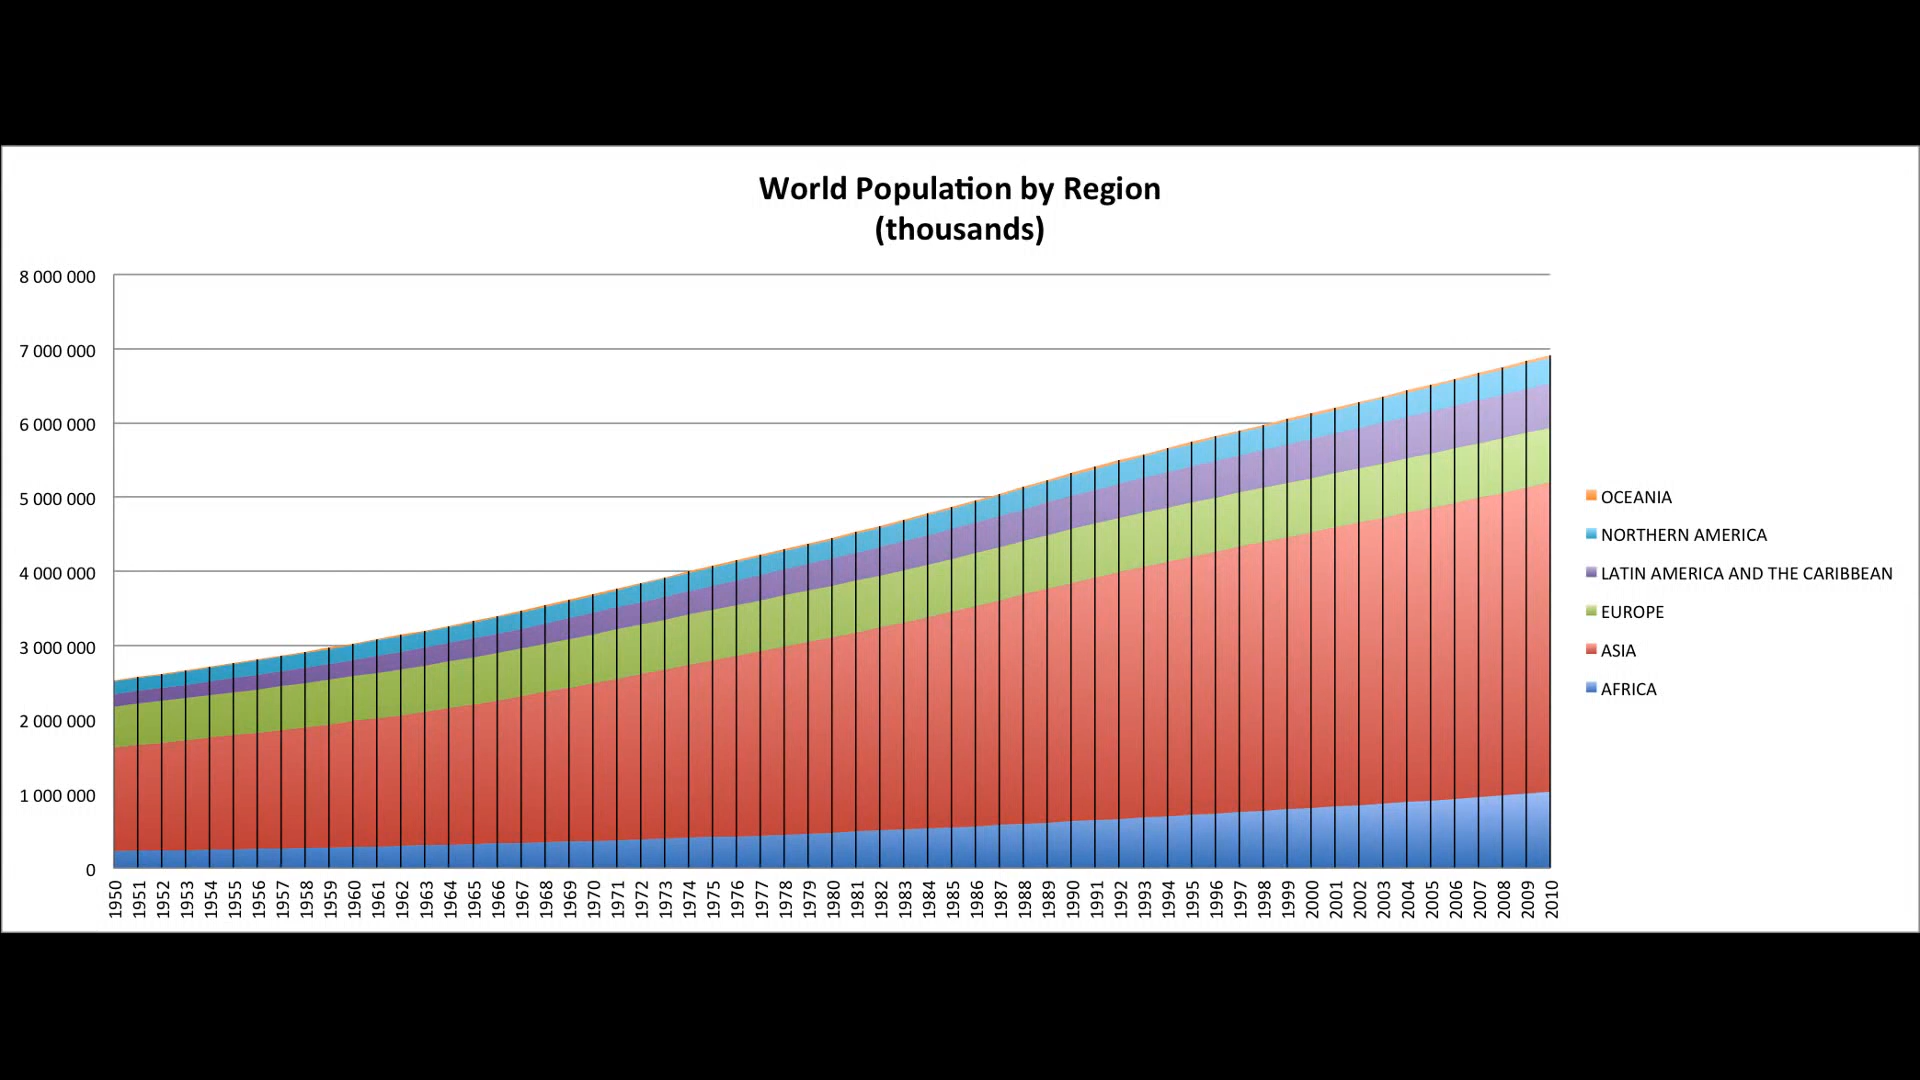 World Population by Region
(thousands)
8 000 000
7 000 000
6 000 000
5 000 000
4 000 000
3 000 000
2 000 000
1 000 000
0
1950 1951 1952 1953 1954 1955 1956 1957 1958 1959 1960 1961 1962 1963 1964 1965 1966 1967 1968 1969 1970 1971 1972 1973 1974 1975 1976 1977 1978 1979 1980 1981 1982 1983 1984 1985 1986 1987 1988 1989 1990 1991 1992 1993 1994 1995 1996 1997 1998 1999 2000 2001 2002 2003 2004 2005 2006 2007 2008 2009 2010
OCEANIA
NORTHERN AMERICA
LATIN AMERICA AND THE CARIBBEAN
EUROPE
ASIA
AFRICA